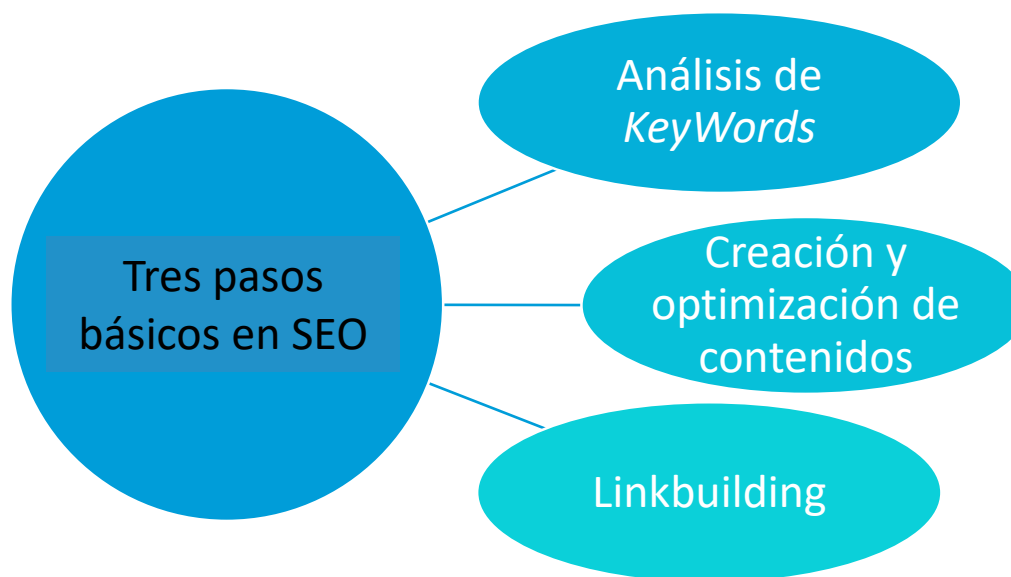 Tres pasos
básicos en SEO
Análisis de
KeyWords
Creación y
optimización de
contenidos
Linkbuilding